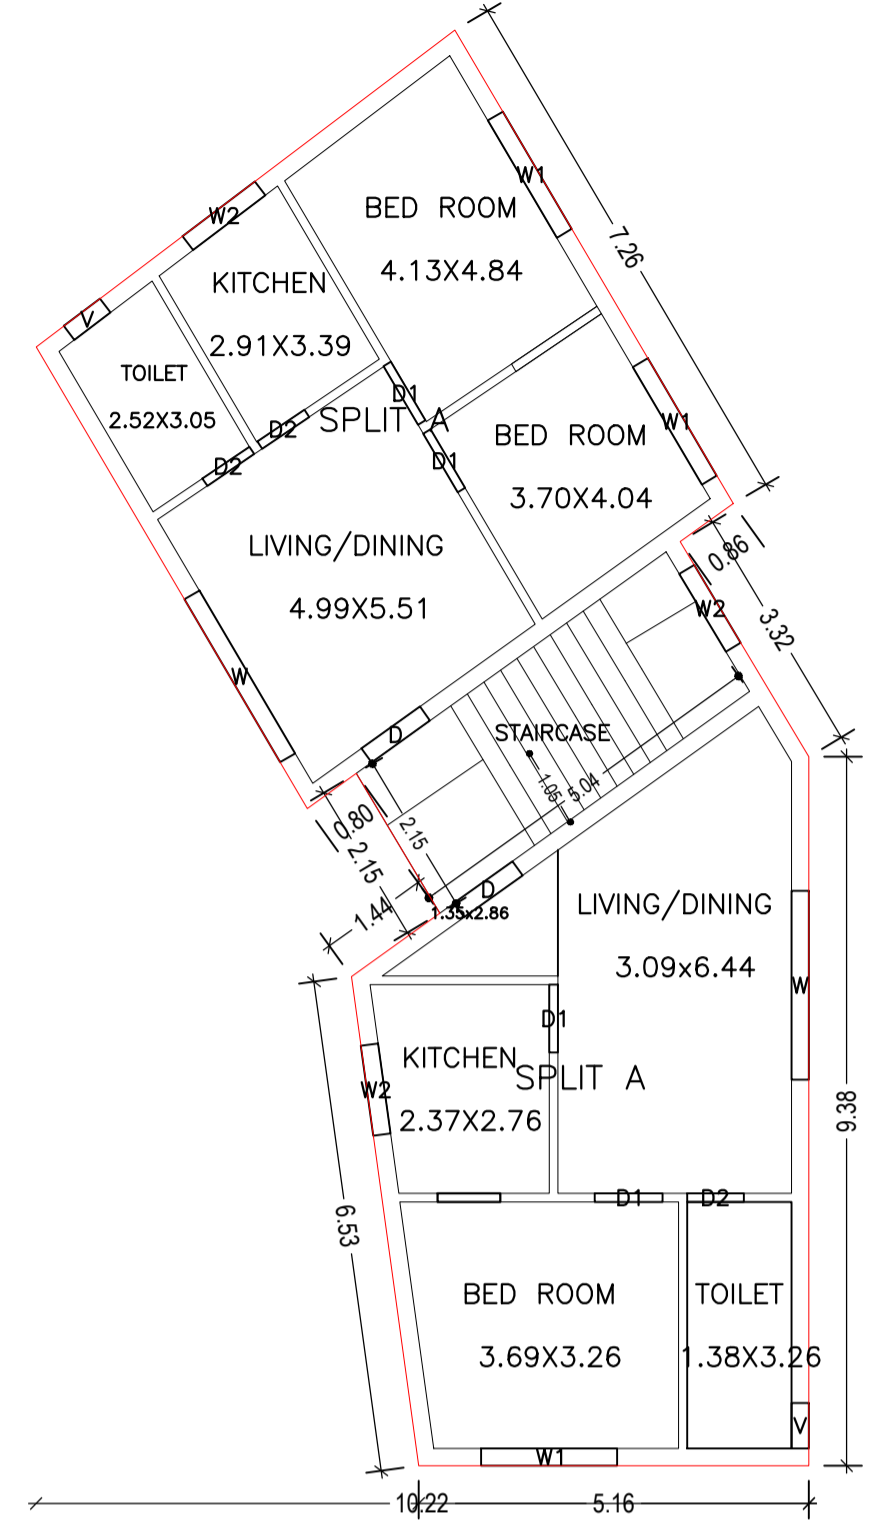 W1
BED ROOM
4.13X4.84
7.26
W2
KITCHEN
2.91X3.39
V
TOILET
2.52X3.05
D1
SPLIT A
D2
D2
D1
BED ROOM
3.70X4.04
W1
LIVING/DINING
4.99X5.51
0.86
W2
3.32
W
D
STAIRCASE
1.05
5.04
0.80
2.15
2.15
1.44
D
1.35x2.86
LIVING/DINING
3.09x6.44
W
D1
KITCHEN
SPLIT A
W2
2.37X2.76
9.38
D1
D2
6.53
BED ROOM
3.69X3.26
TOILET
1.38X3.26
V
W1
10.22
5.16